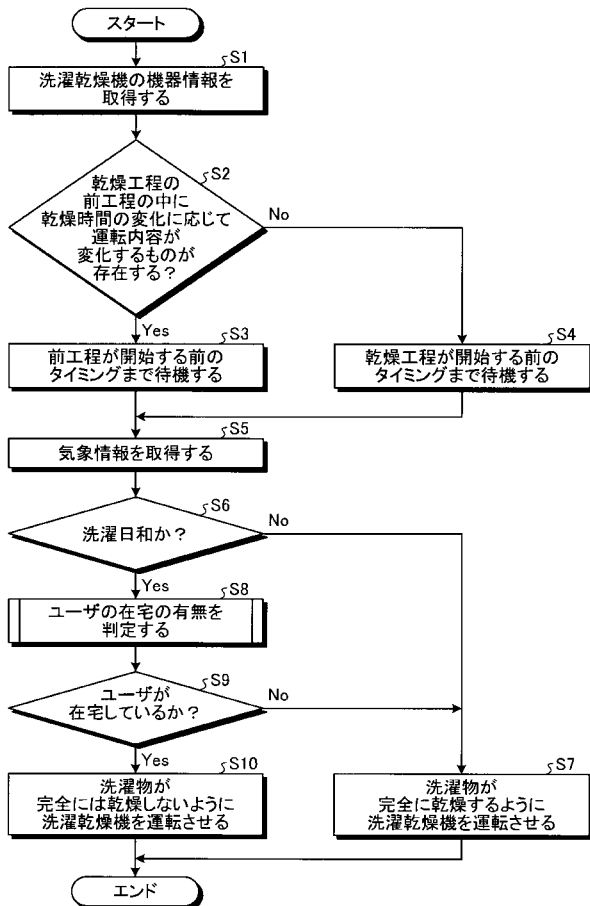 スタート
S1
洗濯乾燥機の機器情報を
取得する
S2
乾燥工程の
前工程の中に
乾燥時間の変化に応じて
運転内容が
変化するものが
存在する？
No
Yes
S3
前工程が開始する前の
タイミングまで待機する
S4
乾燥工程が開始する前の
タイミングまで待機する
S5
気象情報を取得する
S6
洗濯日和か？
No
Yes
S8
ユーザの在宅の有無を
判定する
S9
ユーザが
在宅しているか？
No
Yes
S10
洗濯物が
完全には乾燥しないように
洗濯乾燥機を運転させる
S7
洗濯物が
完全に乾燥するように
洗濯乾燥機を運転させる
エンド